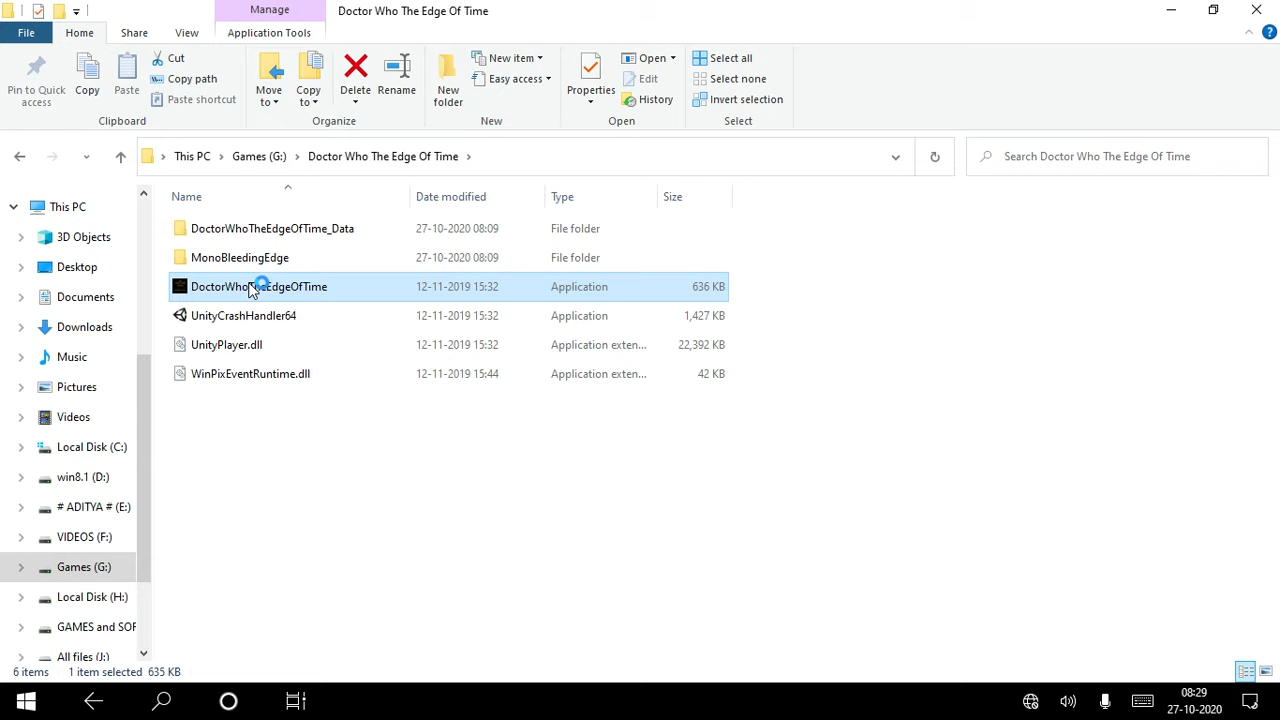 Manage
Doctor Who The Edge Of Time
File
Home
Share
View
Application Tools
Pin to Quick access
Copy
Paste
Cut
Copy path
Paste shortcut
Clipboard
Move to
Copy to
Delete
Rename
Organize
New folder
New item
Easy access
New
Properties
Open
Edit
History
Open
Select all
Select none
Invert selection
Select
This PC
Games (G:)
Doctor Who The Edge Of Time
Search Doctor Who The Edge Of Time
Name
Date modified
Type
Size
DoctorWhoTheEdgeOfTime_Data 27-10-2020 08:09 File folder
MonoBleedingEdge 27-10-2020 08:09 File folder
DoctorWhoTheEdgeOfTime 12-11-2019 15:32 Application 636 KB
UnityCrashHandler64 12-11-2019 15:32 Application 1,427 KB
UnityPlayer.dll 12-11-2019 15:32 Application exten... 22,392 KB
WinPixEventRuntime.dll 12-11-2019 15:44 Application exten... 42 KB
This PC
3D Objects
Desktop
Documents
Downloads
Music
Pictures
Videos
Local Disk (C:)
win8.1 (D:)
# ADITYA # (E:)
VIDEOS (F:)
Games (G:)
Local Disk (H:)
GAMES and SOF
All files (J:)
6 items
1 item selected 635 KB
08:29
27-10-2020